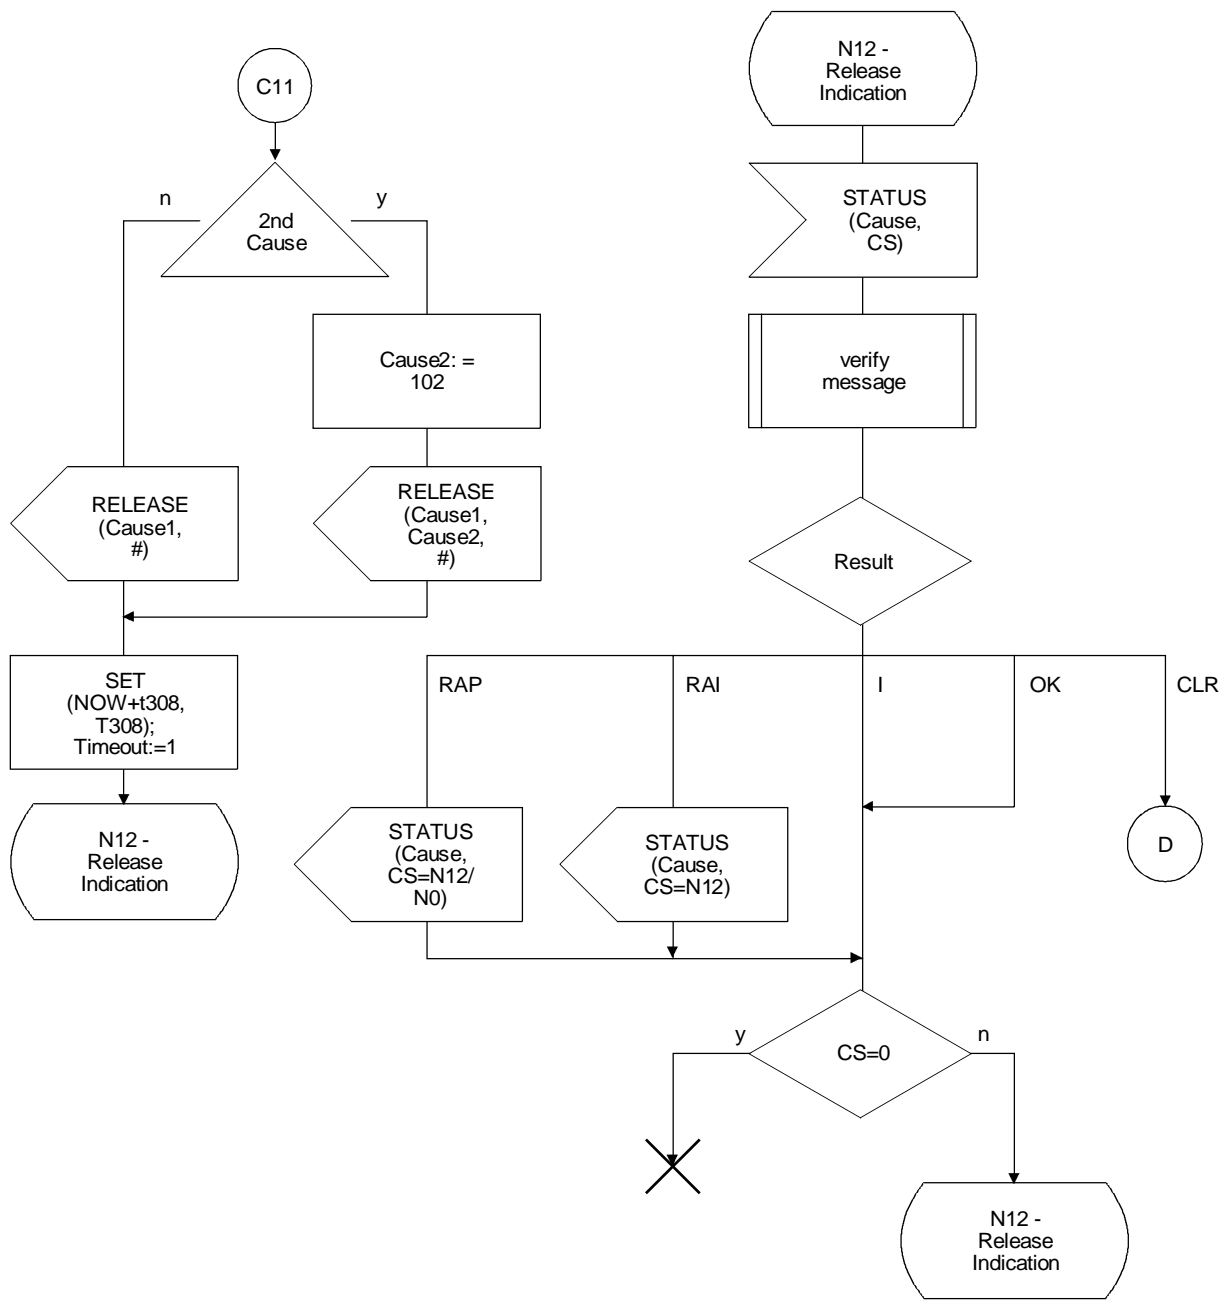 C11
n
y
2nd
Cause
Cause2: =
102
RELEASE
(Cause1,
#)
RELEASE
(Cause1,
Cause2,
#)
SET
(NOW+t308,
T308);
Timeout:=1
N12 -
Release
Indication
N12 -
Release
Indication
STATUS
(Cause,
CS)
verify
message
Result
RAP
RAI
I
OK
CLR
STATUS
(Cause,
CS=N12/
N0)
STATUS
(Cause,
CS=N12)
D
y
n
CS=0
N12 -
Release
Indication